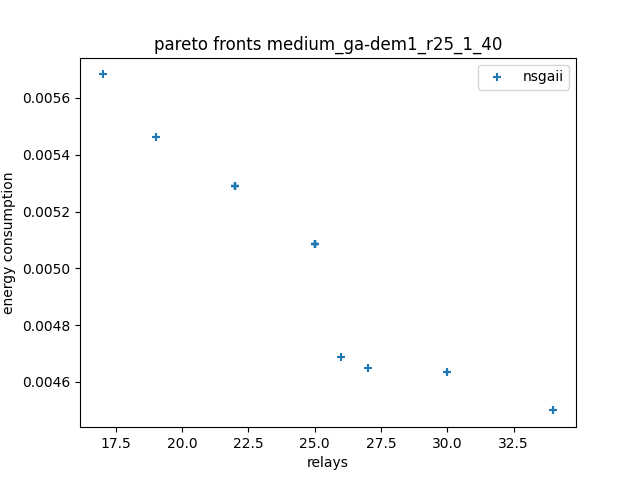 pareto fronts medium_ga-dem1_r25_1_40
nsgaii
0.0056
0.0054
0.0052
0.0050
0.0048
0.0046
energy consumption
17.5 20.0 22.5 25.0 27.5 30.0 32.5
relays